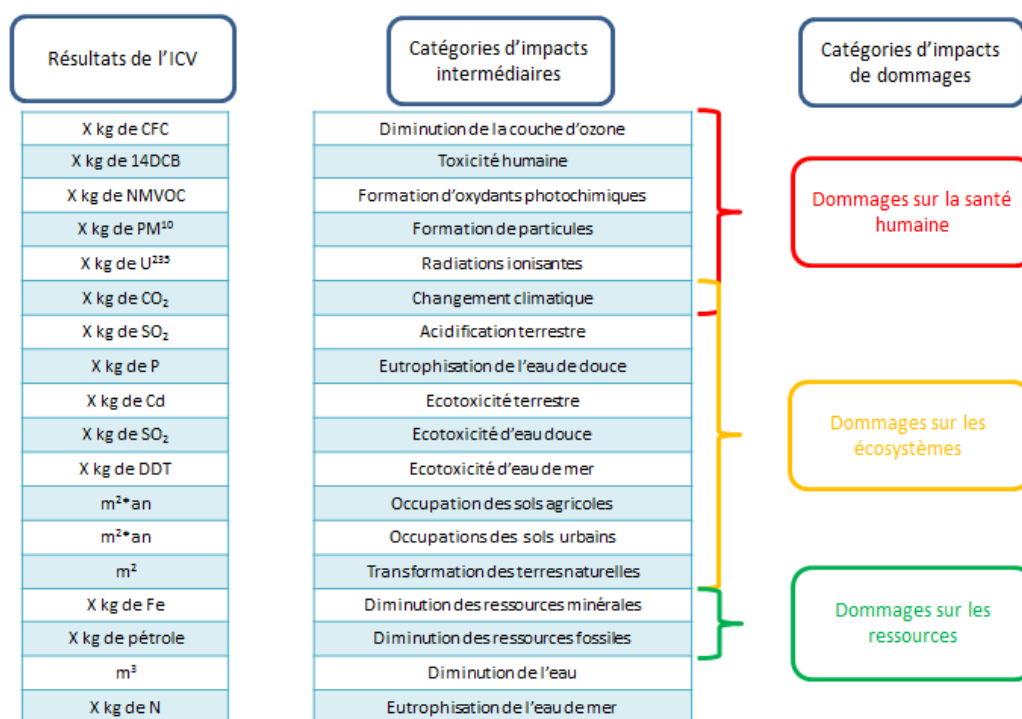 Résultats de l'ICV
Catégories d'impacts
intermédiaires
Catégories d'impacts
de dommages
X kg de CFC
Diminution de la couche d'ozone
X kg de 14DCB
Toxicité humaine
X kg de NMVOC
Formation d'oxydants photochimiques
X kg de PM¹⁰
Formation de particules
X kg de U²³⁵
Radiations ionisantes
X kg de CO₂
Changement climatique
X kg de SO₂
Acidification terrestre
X kg de P
Eutrophisation de l'eau de douce
X kg de Cd
Ecotoxicité terrestre
X kg de SO₂
Ecotoxicité d'eau douce
X kg de DDT
Ecotoxicité d'eau de mer
m²*an
Occupation des sols agricoles
m²*an
Occupations des sols urbains
m²
Transformation des terres naturelles
X kg de Fe
Diminution des ressources minérales
X kg de pétrole
Diminution des ressources fossiles
m³
Diminution de l'eau
X kg de N
Eutrophisation de l'eau de mer
Dommages sur la santé
humaine
Dommages sur les
écosystèmes
Dommages sur les
ressources